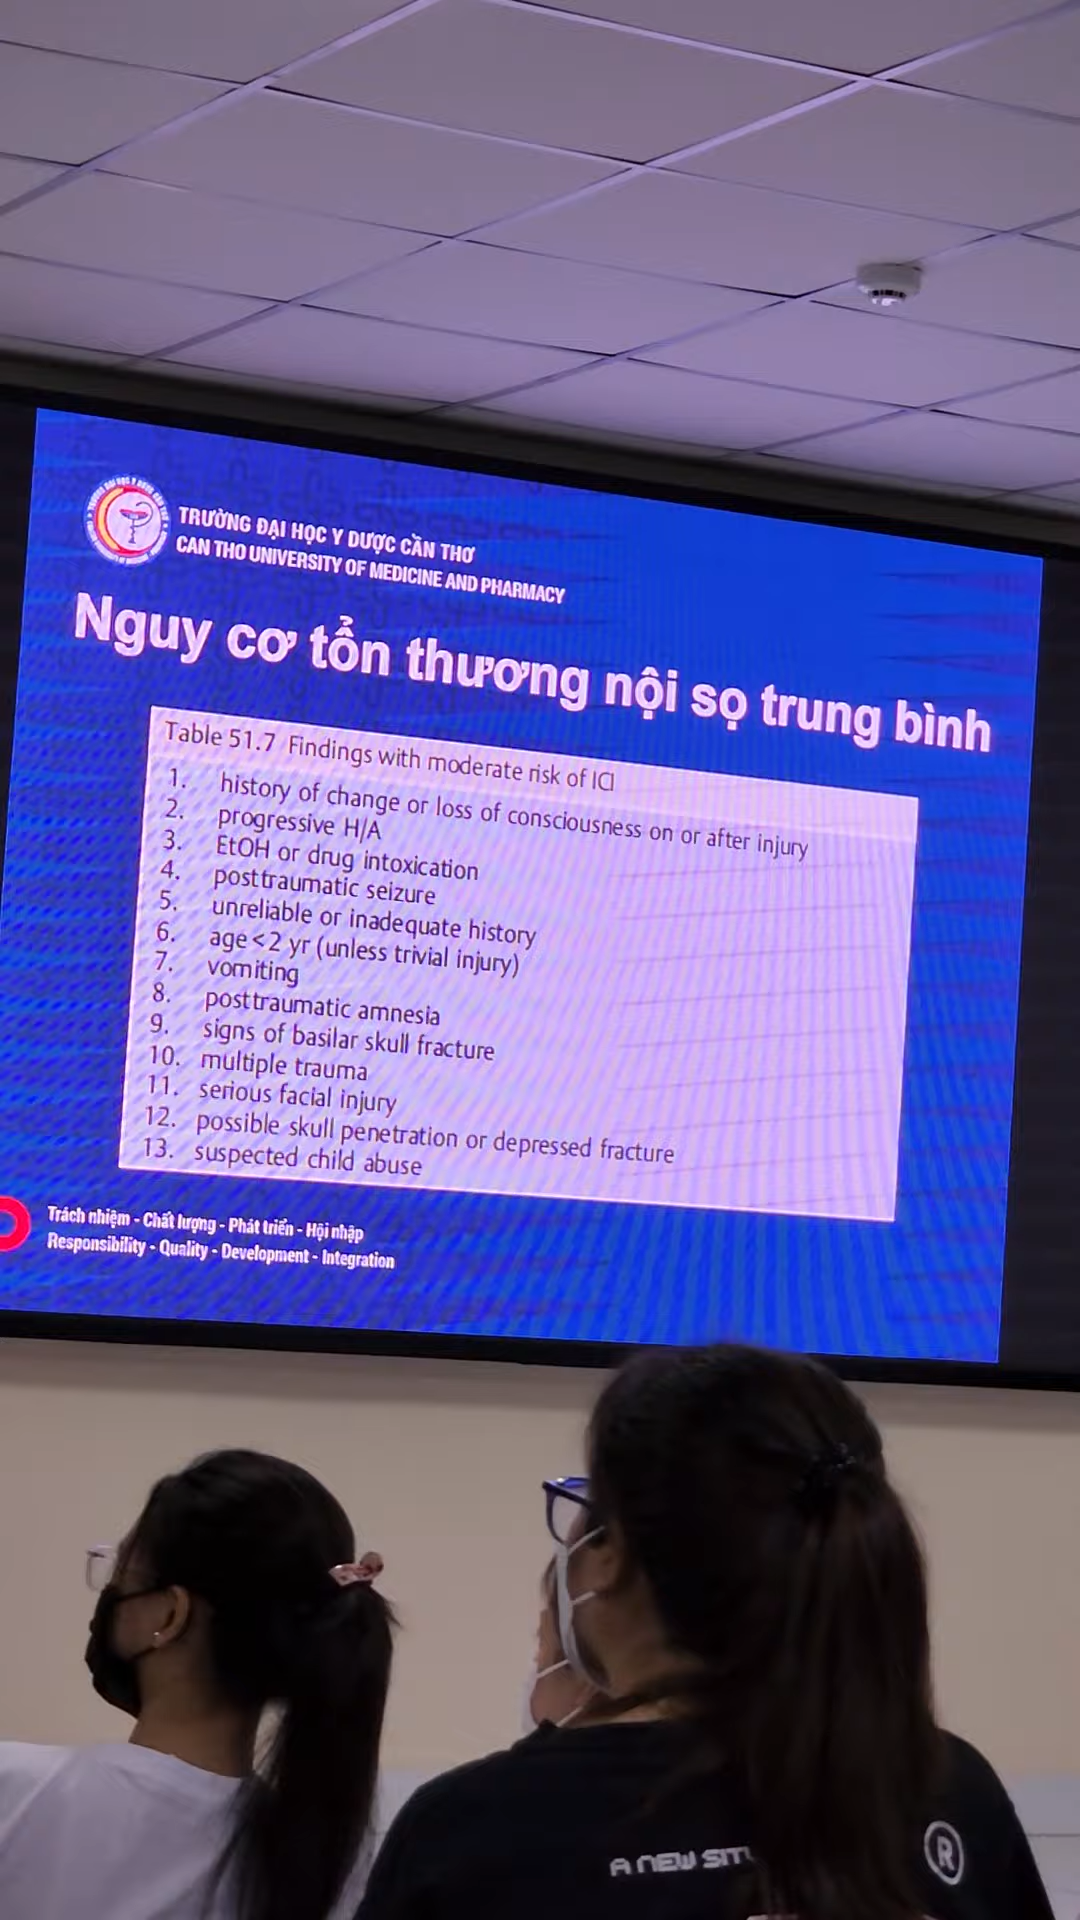 TRƯỜNG ĐẠI HỌC Y DƯỢC CẦN THƠ
CAN THO UNIVERSITY OF MEDICINE AND PHARMACY
Nguy cơ tổn thương nội sọ trung bình
Table 51.7 Findings with moderate risk of ICI
1. history of change or loss of consciousness on or after injury
2. progressive H/A
3. EtOH or drug intoxication
4. posttraumatic seizure
5. unreliable or inadequate history
6. age <2 yr (unless trivial injury)
7. vomiting
8. posttraumatic amnesia
9. signs of basilar skull fracture
10. multiple trauma
11. serious facial injury
12. possible skull penetration or depressed fracture
13. suspected child abuse
Trách nhiệm - Chất lượng - Phát triển - Hội nhập
Responsibility - Quality - Development - Integration
A NEW
®